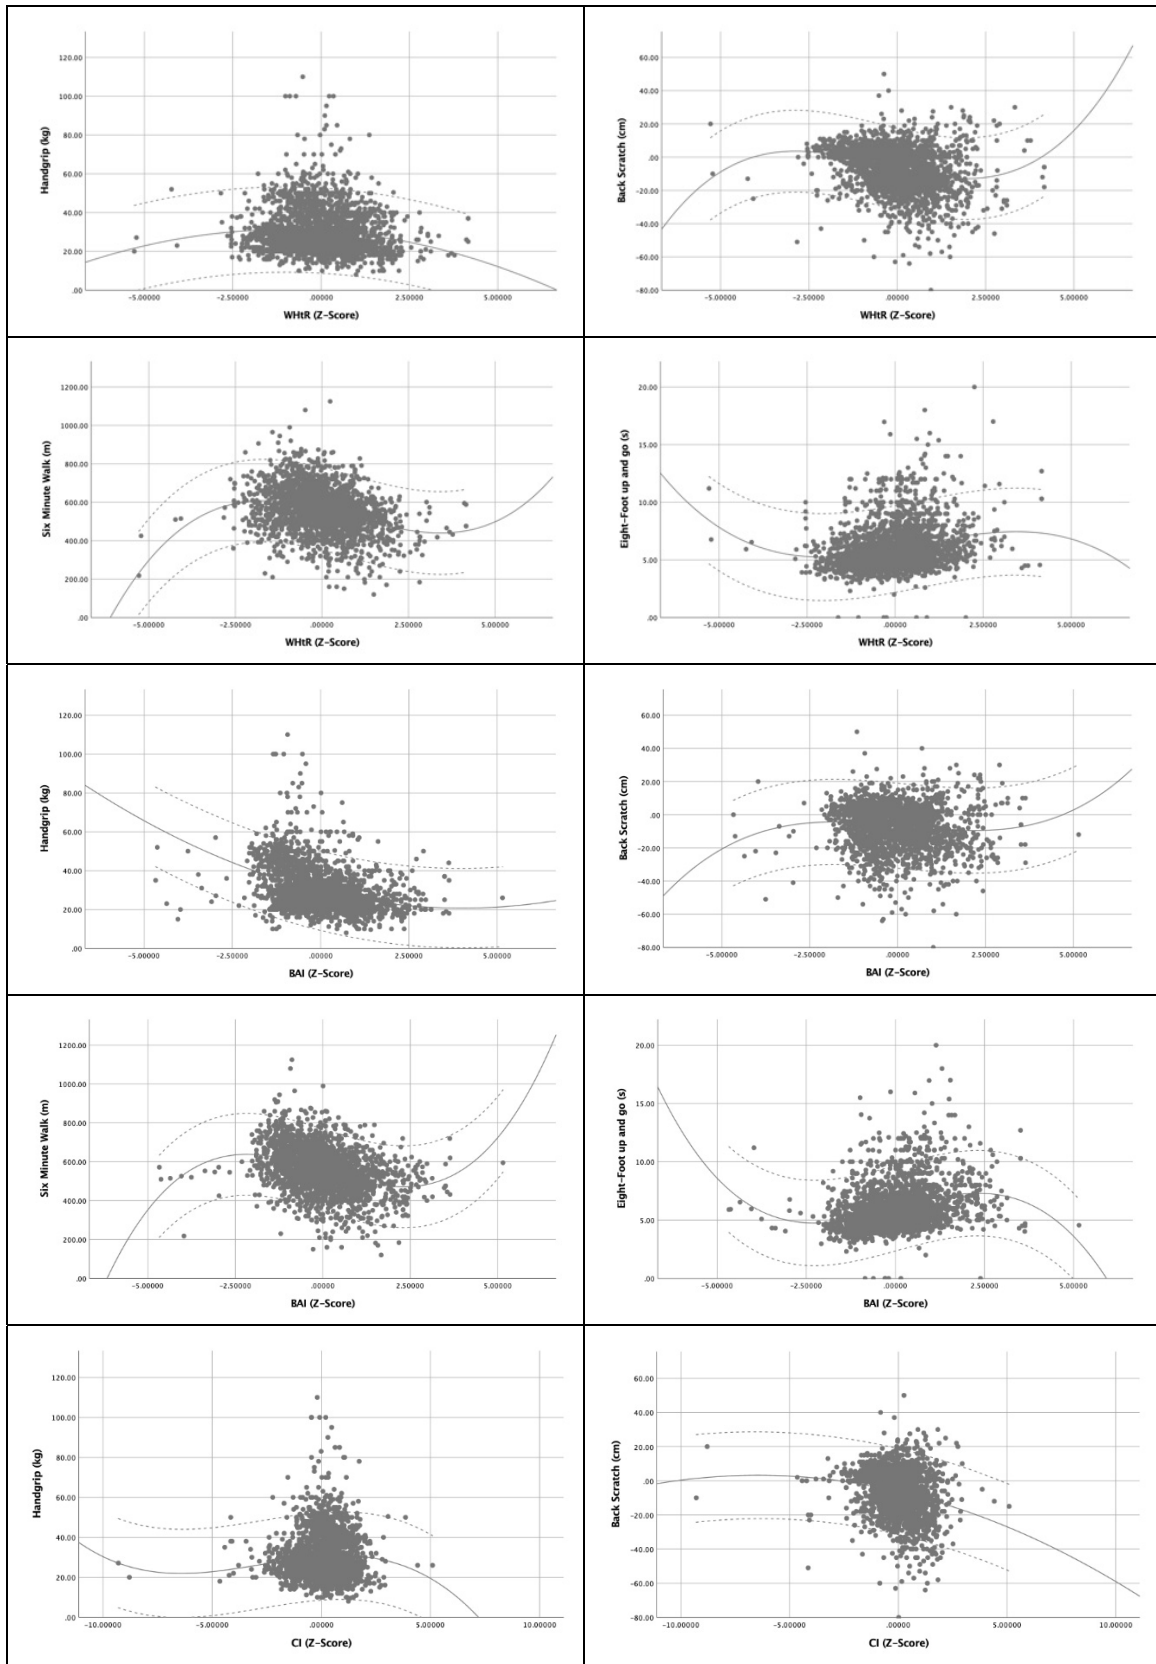 120.00
100.00
80.00
60.00
40.00
20.00
.00
Handgrip (kg)
-5.00000 -2.50000 .00000 2.50000 5.00000
WHtR (Z-Score)
60.00
40.00
20.00
.00
-20.00
-40.00
-60.00
-80.00
Back Scratch (cm)
-5.00000 -2.50000 .00000 2.50000 5.00000
WHtR (Z-Score)
1200.00
1000.00
800.00
600.00
400.00
200.00
.00
Six Minute Walk (m)
-5.00000 -2.50000 .00000 2.50000 5.00000
WHtR (Z-Score)
20.00
15.00
10.00
5.00
.00
Eight-Foot up and go (s)
-5.00000 -2.50000 .00000 2.50000 5.00000
WHtR (Z-Score)
120.00
100.00
80.00
60.00
40.00
20.00
.00
Handgrip (kg)
-5.00000 -2.50000 .00000 2.50000 5.00000
BAI (Z-Score)
60.00
40.00
20.00
.00
-20.00
-40.00
-60.00
-80.00
Back Scratch (cm)
-5.00000 -2.50000 .00000 2.50000 5.00000
BAI (Z-Score)
1200.00
1000.00
800.00
600.00
400.00
200.00
.00
Six Minute Walk (m)
-5.00000 -2.50000 .00000 2.50000 5.00000
BAI (Z-Score)
20.00
15.00
10.00
5.00
.00
Eight-Foot up and go (s)
-5.00000 -2.50000 .00000 2.50000 5.00000
BAI (Z-Score)
120.00
100.00
80.00
60.00
40.00
20.00
.00
Handgrip (kg)
-10.00000 -5.00000 .00000 5.00000 10.00000
CI (Z-Score)
60.00
40.00
20.00
.00
-20.00
-40.00
-60.00
-80.00
Back Scratch (cm)
-10.00000 -5.00000 .00000 5.00000 10.00000
CI (Z-Score)